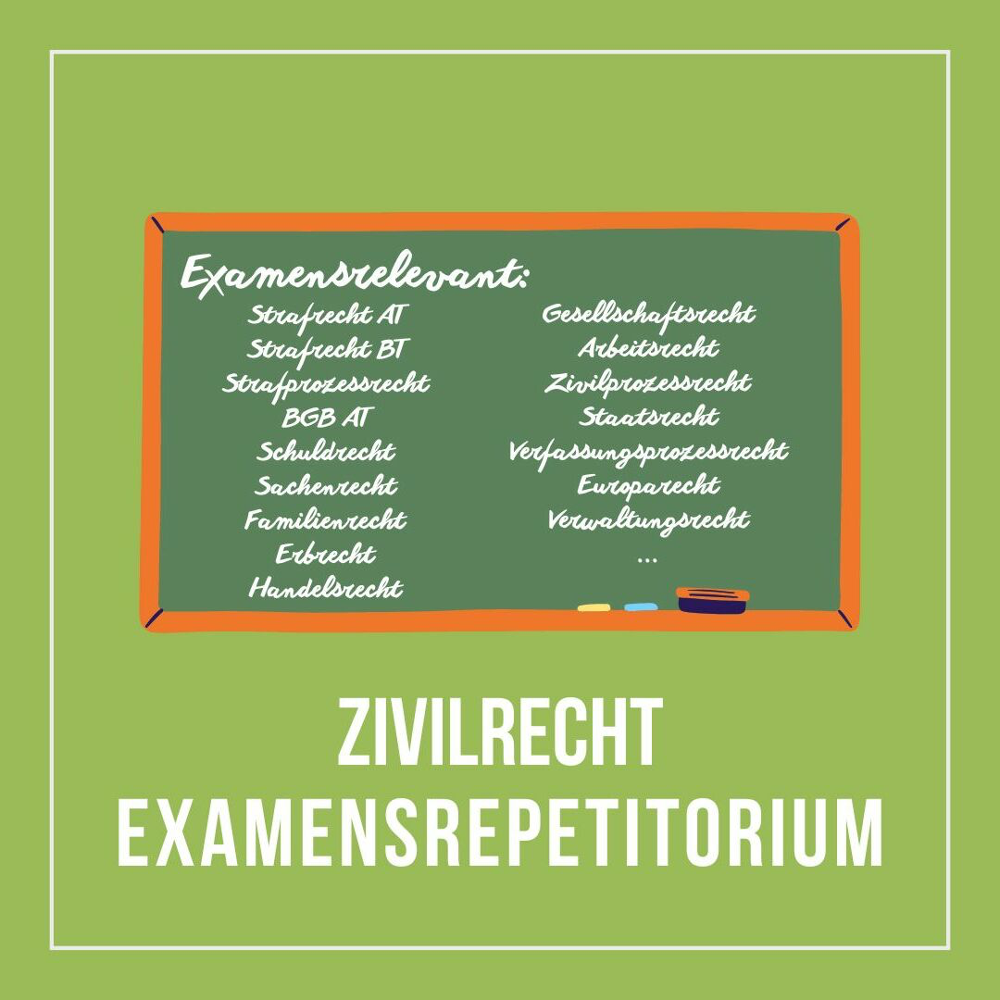 Examensrelevant:
Strafrecht AT
Strafrecht BT
Strafprozessrecht
BGB AT
Schuldrecht
Sachenrecht
Familienrecht
Erbrecht
Handelsrecht
Gesellschaftsrecht
Arbeitsrecht
Zivilprozessrecht
Staatsrecht
Verfassungsprozessrecht
Europarecht
Verwaltungsrecht
...
ZIVILRECHT
EXAMENSREPETITORIUM